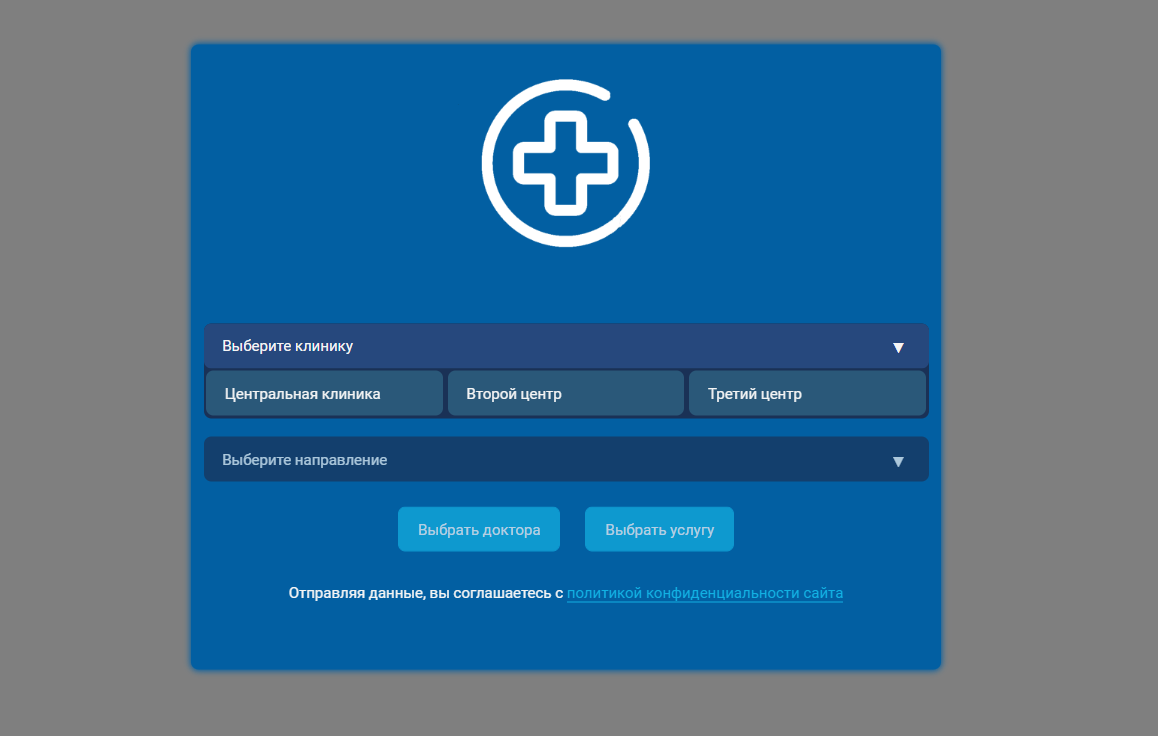 Выберите клинику ▼
Центральная клиника Второй центр Третий центр
Выберите направление ▼
Выбрать доктора Выбрать услугу
Отправляя данные, вы соглашаетесь с политикой конфиденциальности сайта